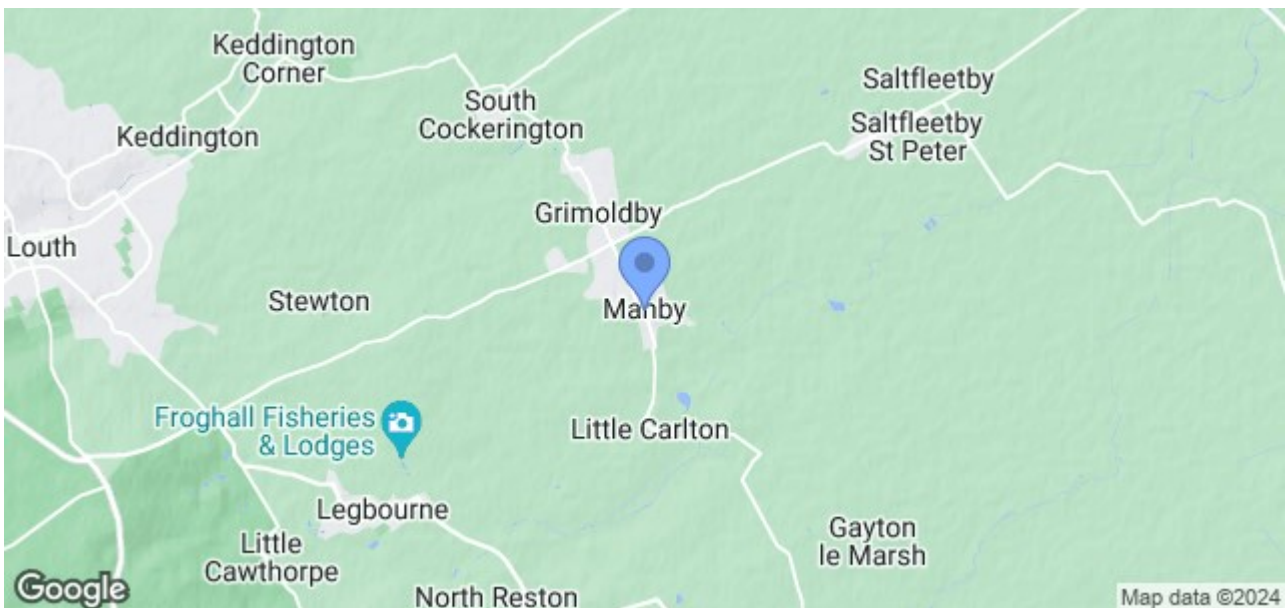 Keddington
Corner
Saltfleetby
South
Cockerington
Keddington
Saltfleetby
St Peter
Grimoldby
Louth
Stewton
Manby
Froghall Fisheries
& Lodges
Little Carlton
Legbourne
Gayton
le Marsh
Little
Cawthorpe
North Reston
Google
Map data ©2024